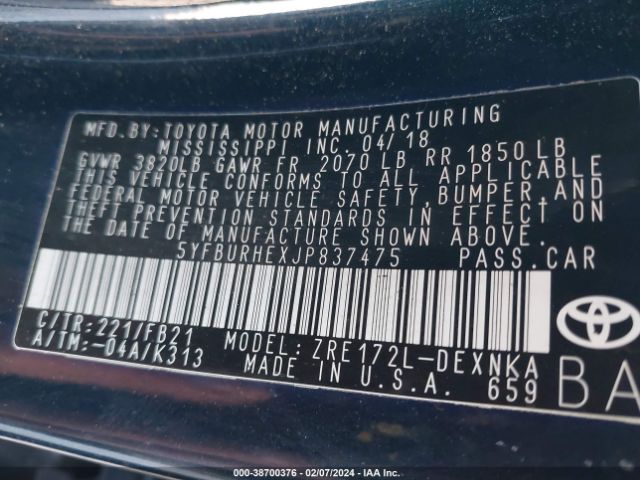 MFD.BY:TOYOTA MOTOR MANUFACTURING
MISSISSIPPI INC. 04/18
GVWR 3820LB GAWR FR 2070 LB RR 1850 LB
THIS VEHICLE CONFORMS TO ALL APPLICABLE
FEDERAL MOTOR VEHICLE SAFETY,BUMPER,AND
THEFT PREVENTION STANDARDS IN EFFECT ON
THE DATE OF MANUFACTURE SHOWN ABOVE.
5YFBURHEXJP837475 PASS.CAR
C/TR:221/FB21
A/TM:-04A/K313
MODEL:ZRE172L-DEXNKA
MADE IN U.S.A. 659
BA
000-38700376 - 02/07/2024 - IAA Inc.